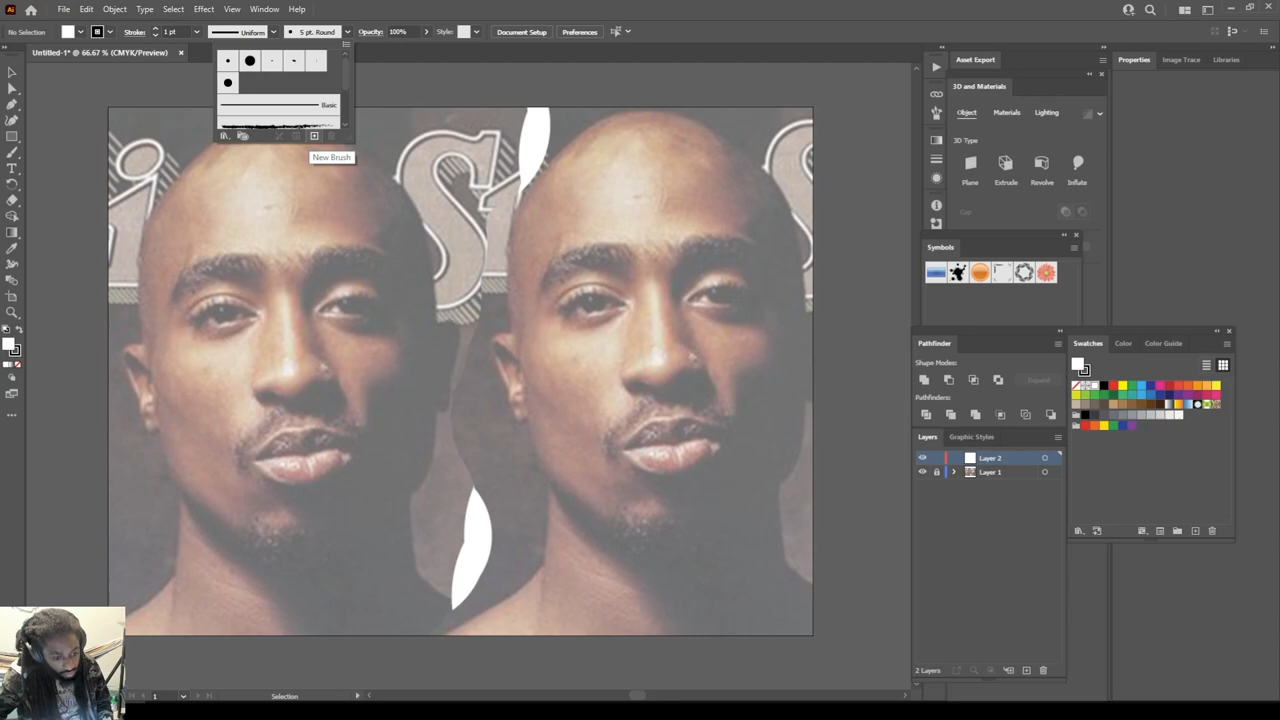 Ai File Edit Object Type Select Effect View Window Help
No Selection Stroke: 1 pt Uniform 5 pt. Round Opacity: 100% Style: Document Setup Preferences
Untitled-1* @ 66.67 % (CMYK/Preview)
Basic
New Brush
Asset Export
3D and Materials
Object Materials Lighting
3D Type
Plane Extrude Revolve Inflate
Cap
Symbols
Properties Image Trace Libraries
Pathfinder
Shape Modes:
Expand
Pathfinders:
Swatches Color Color Guide
Layers Graphic Styles
Layer 2
Layer 1
2 Layers
1 Selection